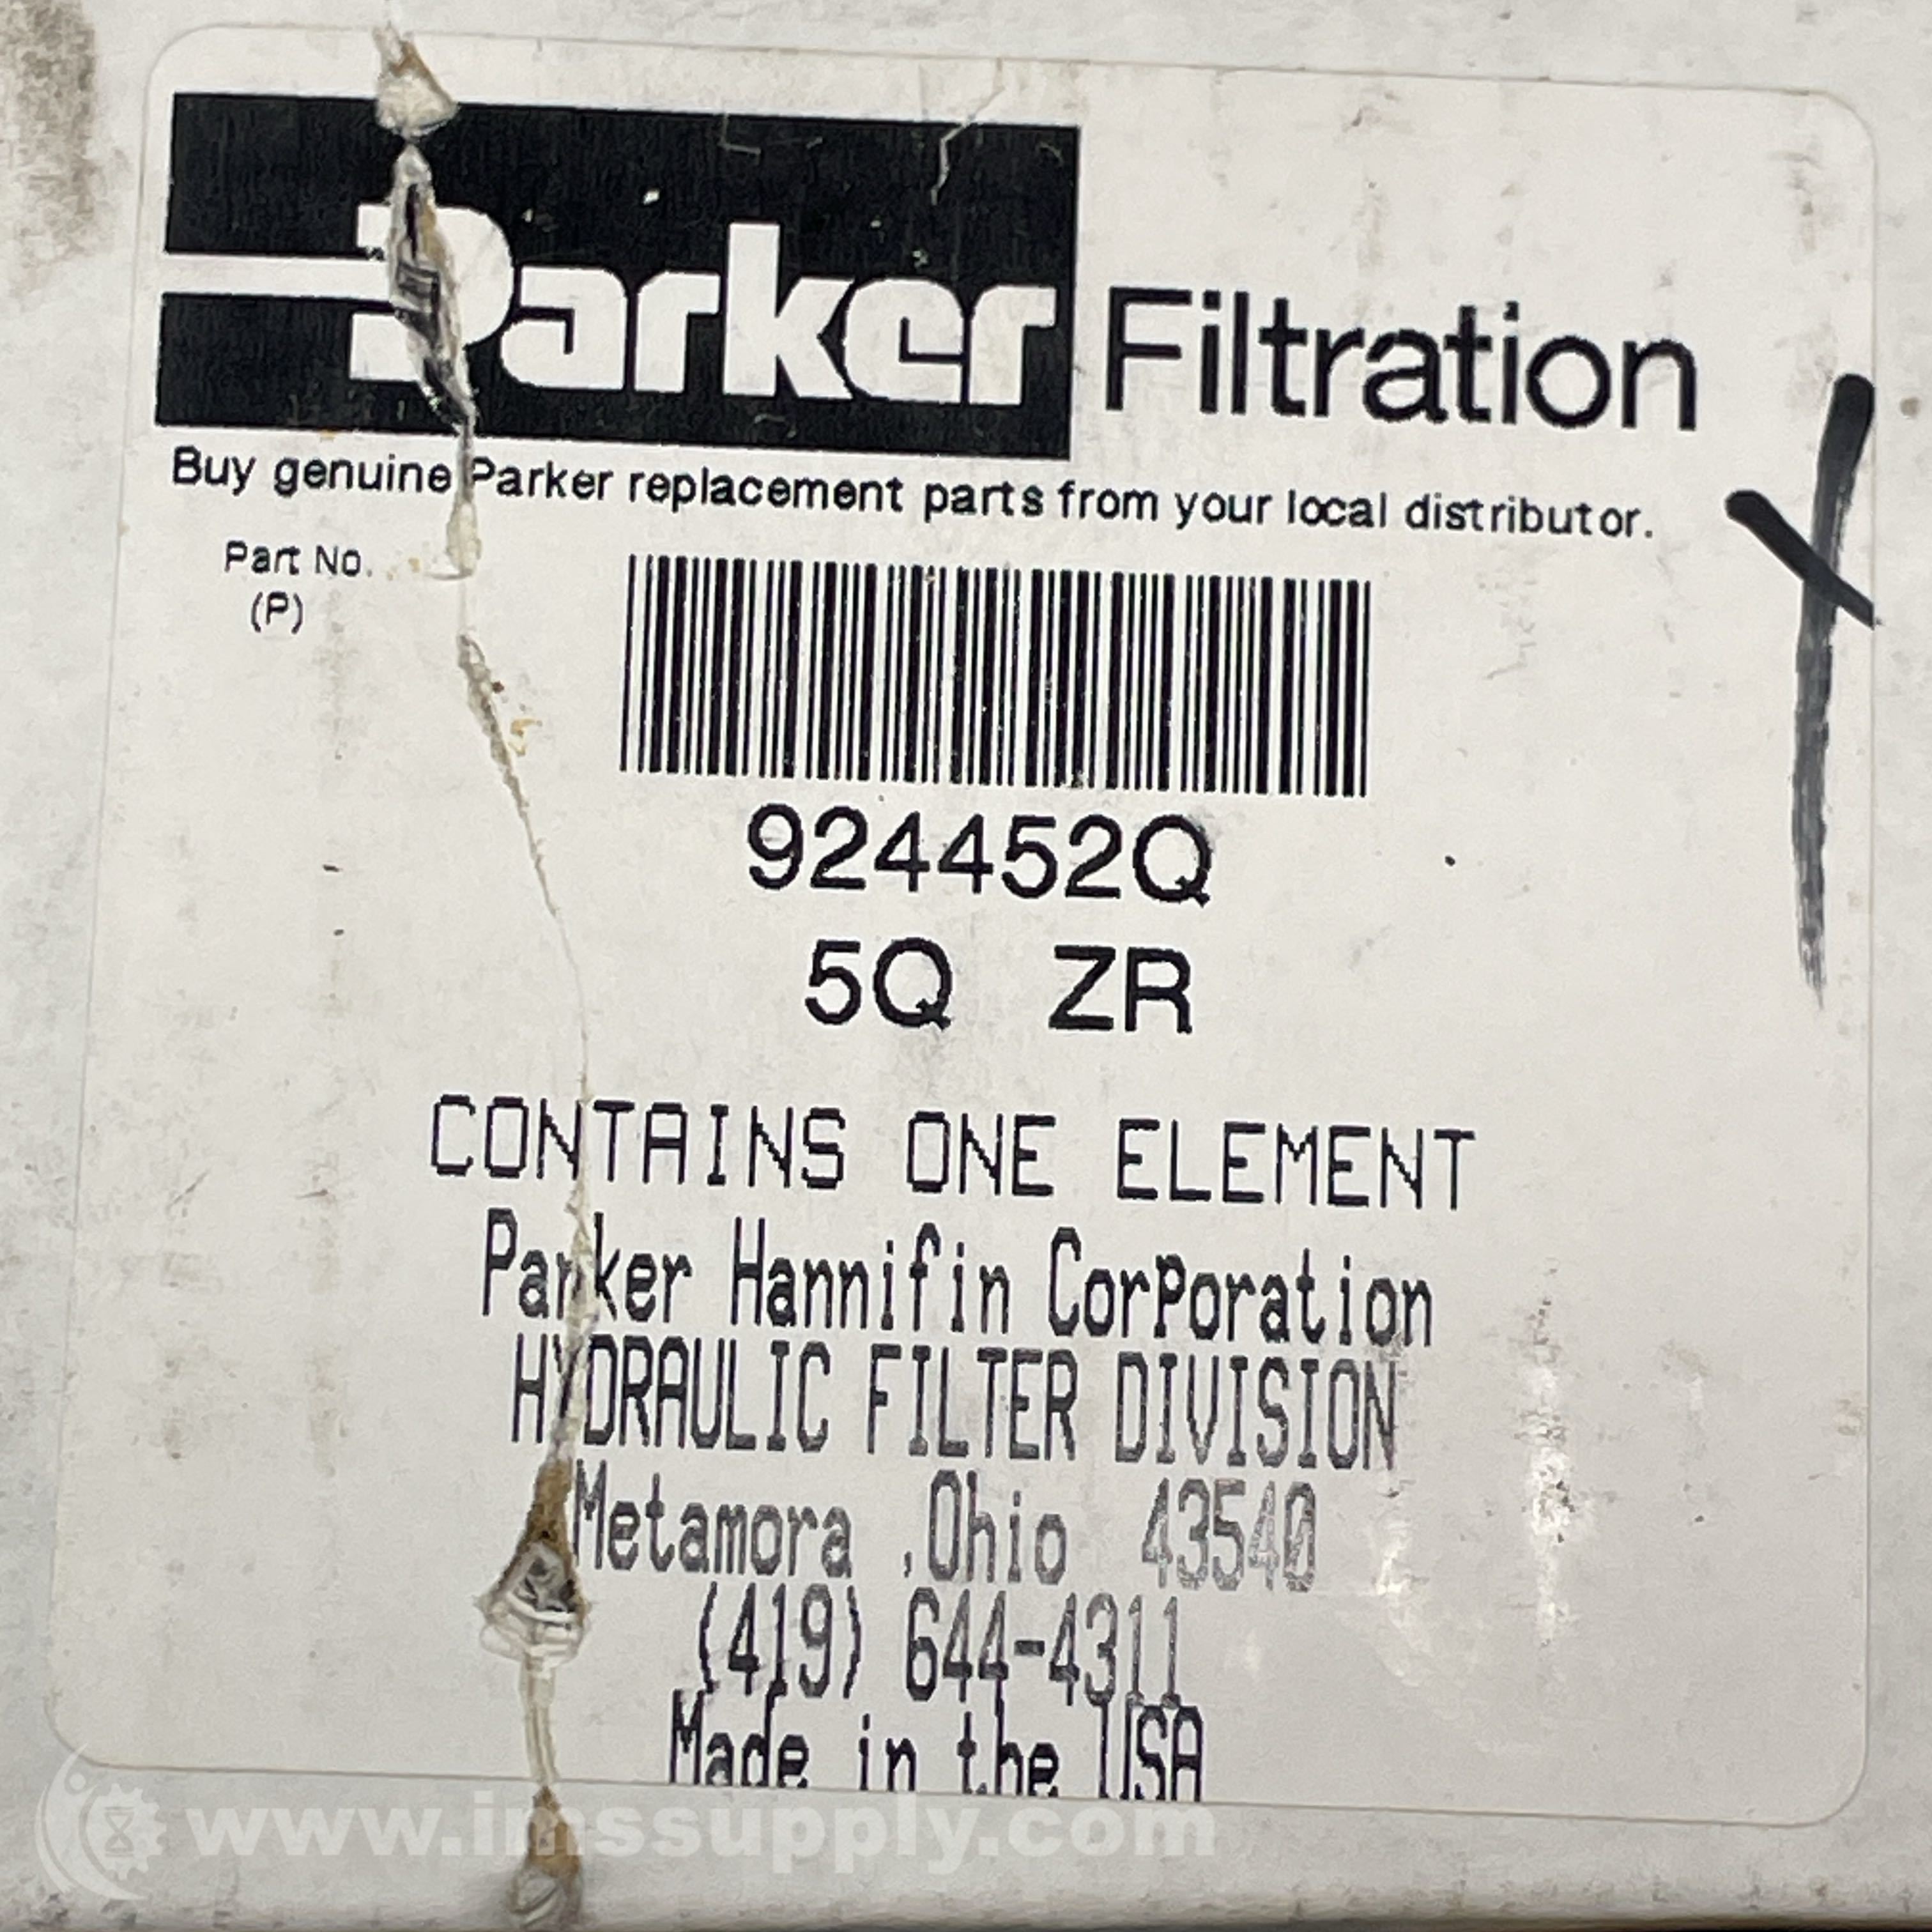 Parker Filtration
Buy genuine Parker replacement parts from your local distributor.
Part No.
(P)
924452Q
5Q ZR
CONTAINS ONE ELEMENT
Parker Hannifin CorPoration
HYDRAULIC FILTER DIVISION
Metamora ,Ohio 43540
(419) 644-4311
Made in the USA
www.imssupply.com